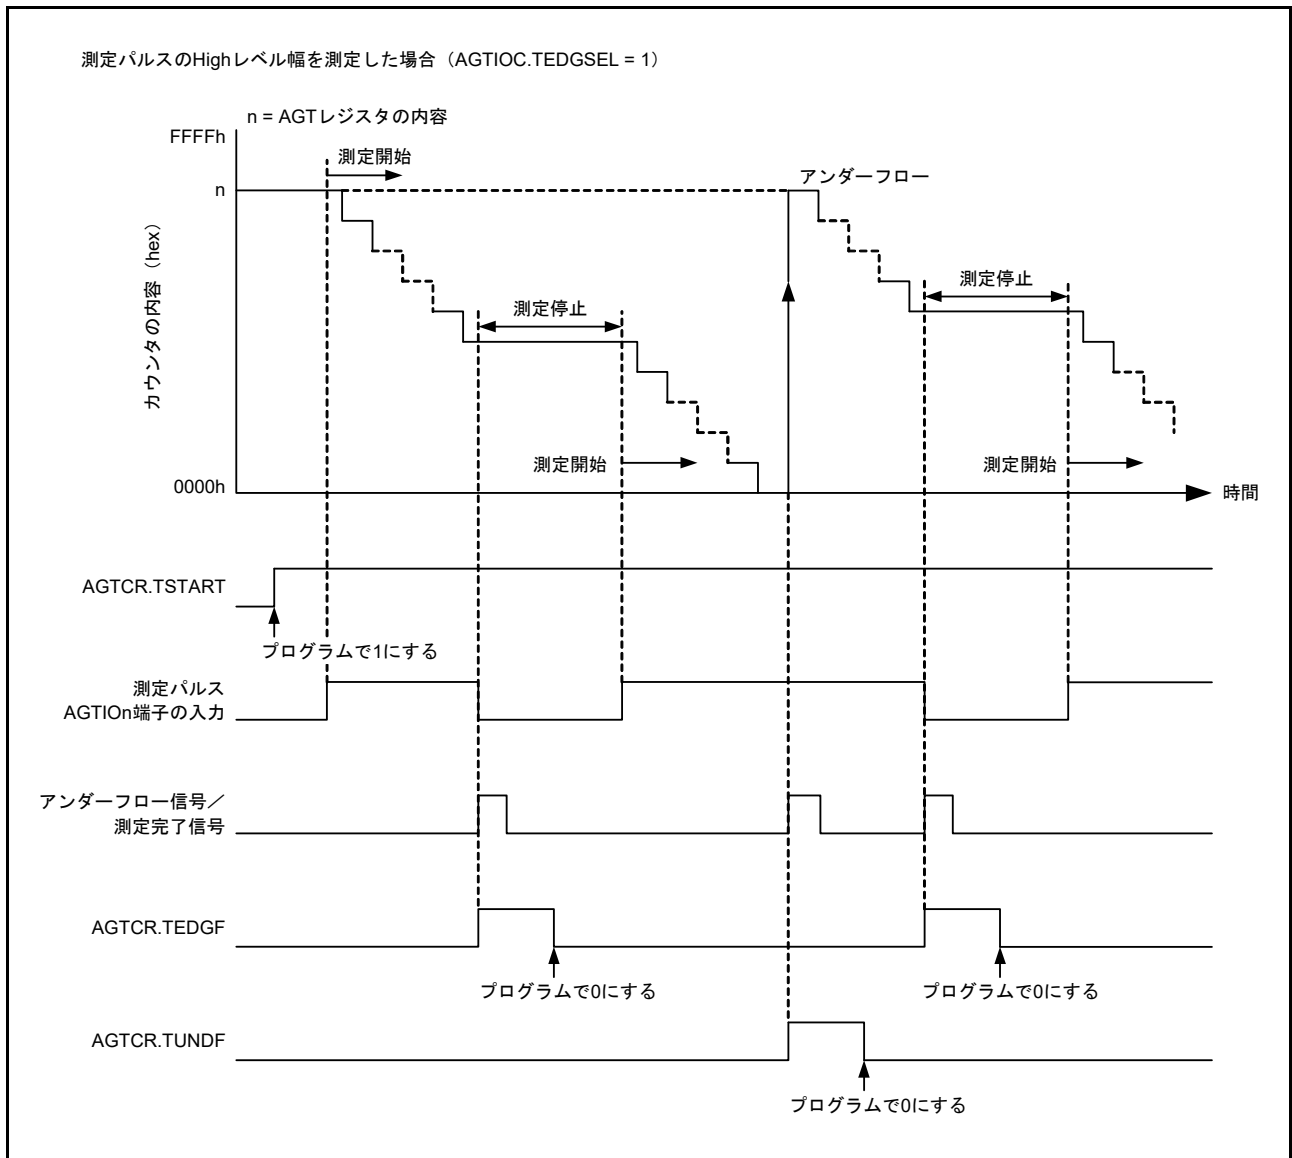 測定パルスのHighレベル幅を測定した場合（AGTIOC.TEDGSEL = 1）
n = AGTレジスタの内容
FFFFh
測定開始
n
アンダーフロー
カウンタの内容（hex）
測定停止
測定停止
測定開始
測定開始
0000h
時間
AGTCR.TSTART
プログラムで1にする
測定パルス
AGTIOn端子の入力
アンダーフロー信号／
測定完了信号
AGTCR.TEDGF
プログラムで0にする
プログラムで0にする
AGTCR.TUNDF
プログラムで0にする